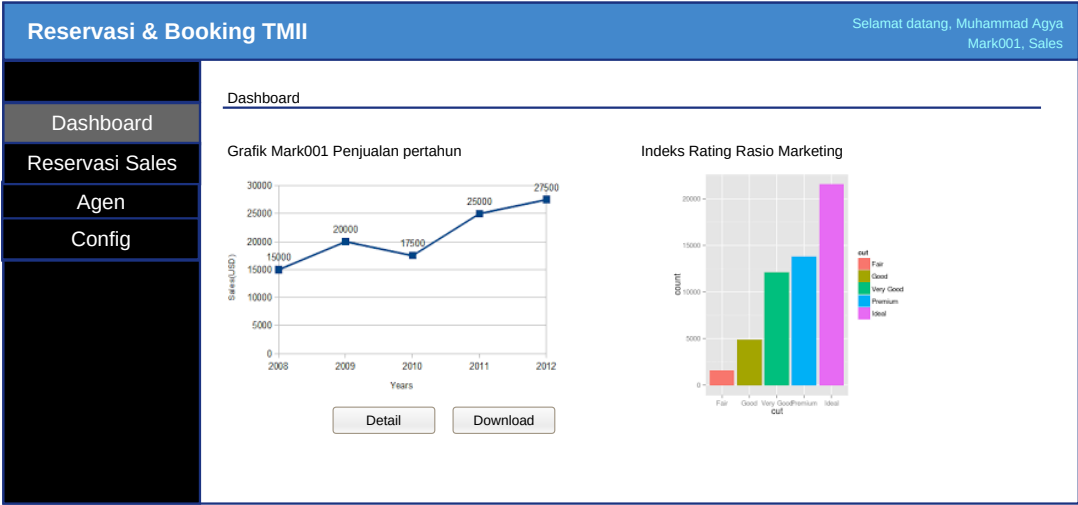 Reservasi & Booking TMII
Selamat datang, Muhammad Agya
Mark001, Sales
Dashboard
Reservasi Sales
Agen
Config
Dashboard
Grafik Mark001 Penjualan pertahun
30000
25000
20000
15000
10000
5000
0
Sales(USD)
15000
20000
17500
25000
27500
2008
2009
2010
2011
2012
Years
Detail
Download
Indeks Rating Rasio Marketing
20000
15000
10000
5000
0
count
Fair
Good
Very Good
Premium
Ideal
cut
cut
Fair
Good
Very Good
Premium
Ideal